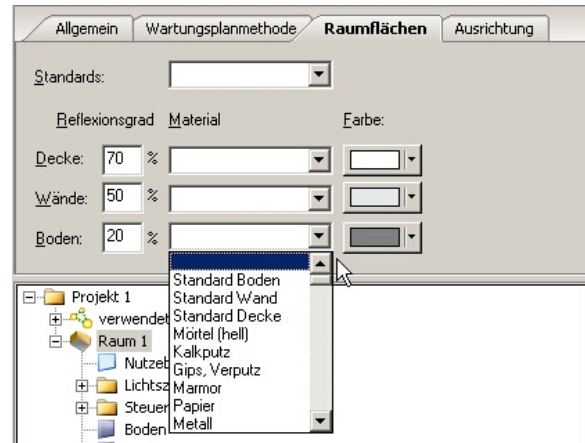 Allgemein Wartungsplanmethode Raumflächen Ausrichtung
Standards:
Reflexionsgrad Material Farbe:
Decke: 70 %
Wände: 50 %
Boden: 20 %
Standard Boden
Standard Wand
Standard Decke
Mörtel (hell)
Kalkputz
Gips, Verputz
Marmor
Papier
Metall
Projekt 1
verwendet
Raum 1
Nutzeb
Lichtsz
Steuer
Boden